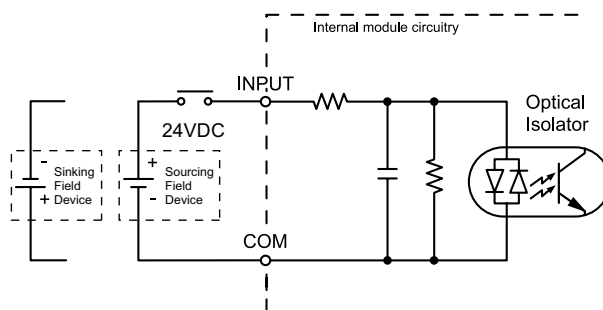 Internal module circuitry
INPUT
24VDC
Optical
Isolator
- Sinking
Field
+ Device
+ Sourcing
Field
- Device
COM